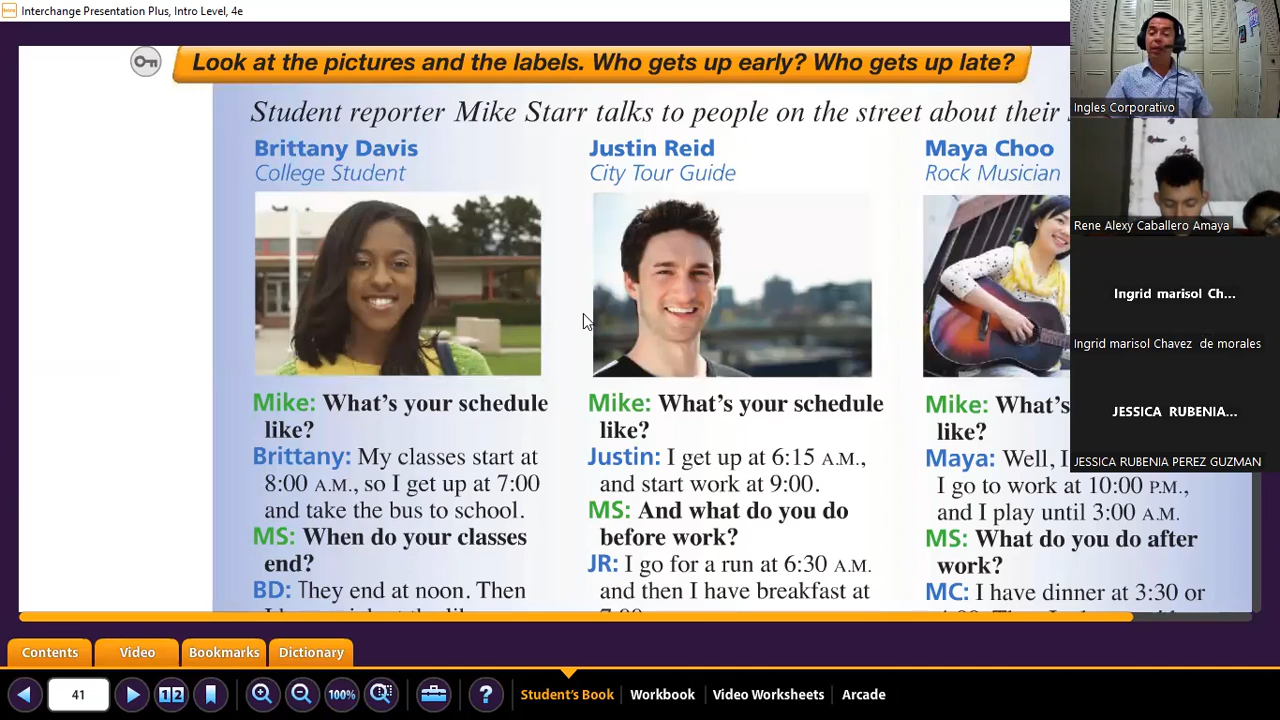 Interchange Presentation Plus, Intro Level, 4e
Look at the pictures and the labels. Who gets up early? Who gets up late?
Student reporter Mike Starr talks to people on the street about their
Brittany Davis
College Student
Mike: What's your schedule
like?
Brittany: My classes start at
8:00 A.M., so I get up at 7:00
and take the bus to school.
MS: When do your classes
end?
BD: They end at noon. Then
Justin Reid
City Tour Guide
Mike: What's your schedule
like?
Justin: I get up at 6:15 A.M.,
and start work at 9:00.
MS: And what do you do
before work?
JR: I go for a run at 6:30 A.M.
and then I have breakfast at
Maya Choo
Rock Musician
Mike: What's
like?
Maya: Well, I
I go to work at 10:00 P.M.,
and I play until 3:00 A.M.
MS: What do you do after
work?
MC: I have dinner at 3:30 or
Ingles Corporativo
Rene Alexy Caballero Amaya
Ingrid marisol Ch...
Ingrid marisol Chavez de morales
JESSICA RUBENIA...
JESSICA RUBENIA PEREZ GUZMAN
Contents
Video
Bookmarks
Dictionary
41
1 2
100%
?
Student's Book
Workbook
Video Worksheets
Arcade